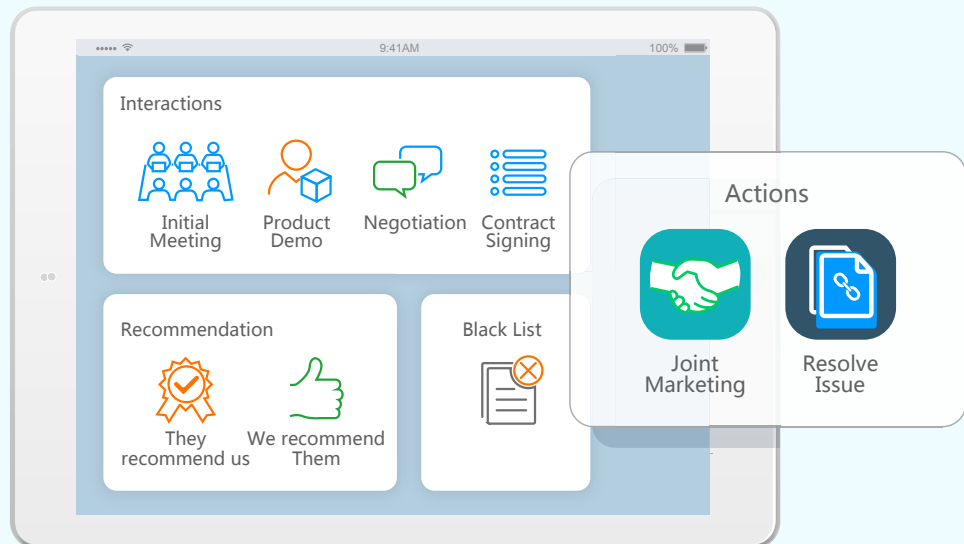 9:41AM
100%
Interactions
Initial
Meeting
Product
Demo
Negotiation
Contract
Signing
Actions
Joint
Marketing
Resolve
Issue
Recommendation
They
recommend us
We recommend
Them
Black List